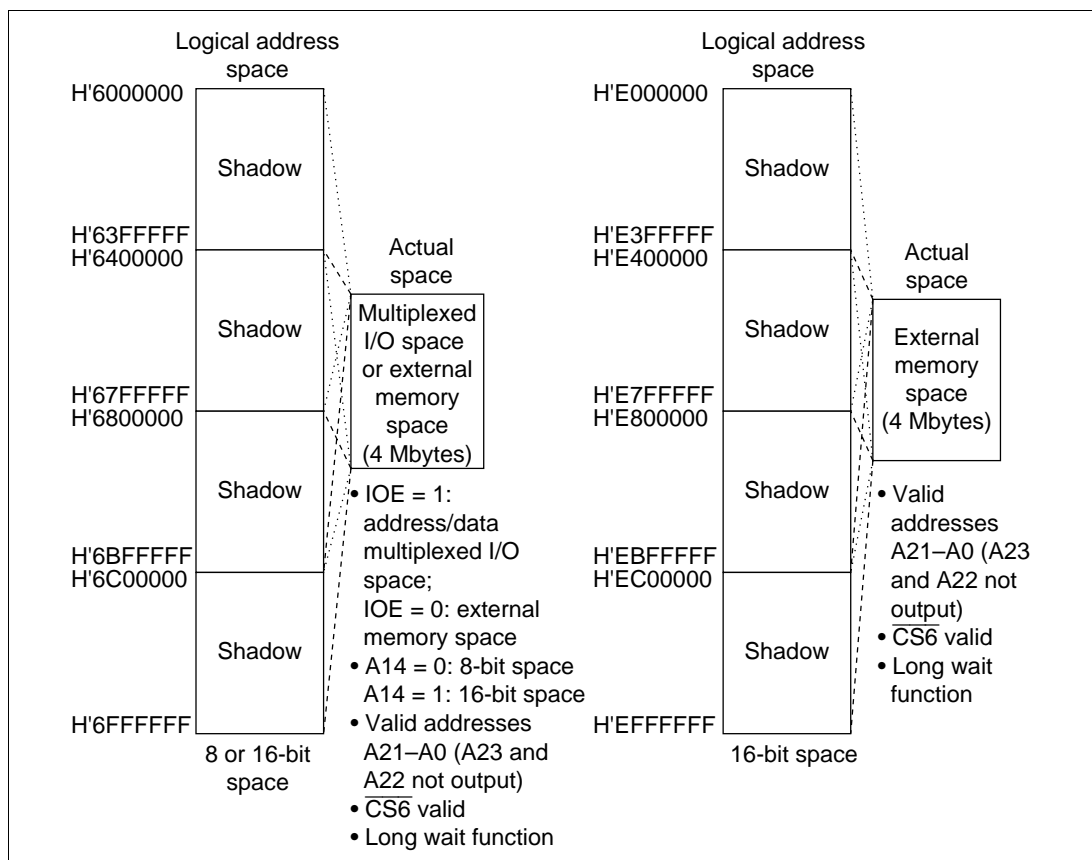 Logical address
space
H'6000000
Shadow
H'63FFFFF
H'6400000
Shadow
H'67FFFFF
H'6800000
Shadow
H'6BFFFFF
H'6C00000
Shadow
H'6FFFFFF
8 or 16-bit
space
Actual
space
Multiplexed
I/O space
or external
memory
space
(4 Mbytes)
• IOE = 1:
address/data
multiplexed I/O
space;
IOE = 0: external
memory space
• A14 = 0: 8-bit space
A14 = 1: 16-bit space
• Valid addresses
A21–A0 (A23 and
A22 not output)
• C̅S̅6̅ valid
• Long wait function
Logical address
space
H'E000000
Shadow
H'E3FFFFF
H'E400000
Shadow
H'E7FFFFF
H'E800000
Shadow
H'EBFFFFF
H'EC00000
Shadow
H'EFFFFFF
16-bit space
Actual
space
External
memory
space
(4 Mbytes)
• Valid
addresses
A21–A0 (A23
and A22 not
output)
• C̅S̅6̅ valid
• Long wait
function